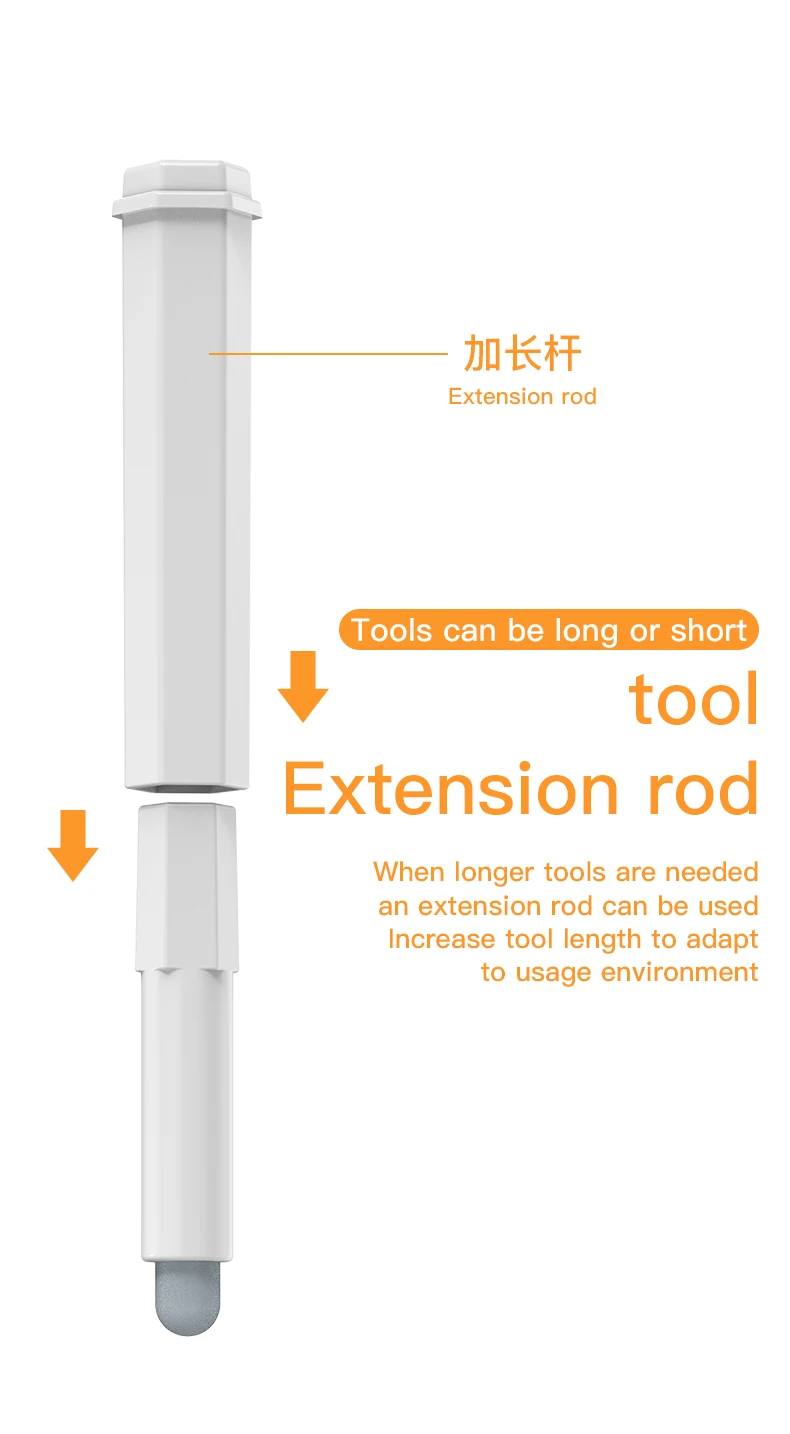 加长杆
Extension rod
Tools can be long or short
tool
Extension rod
When longer tools are needed
an extension rod can be used
Increase tool length to adapt
to usage environment